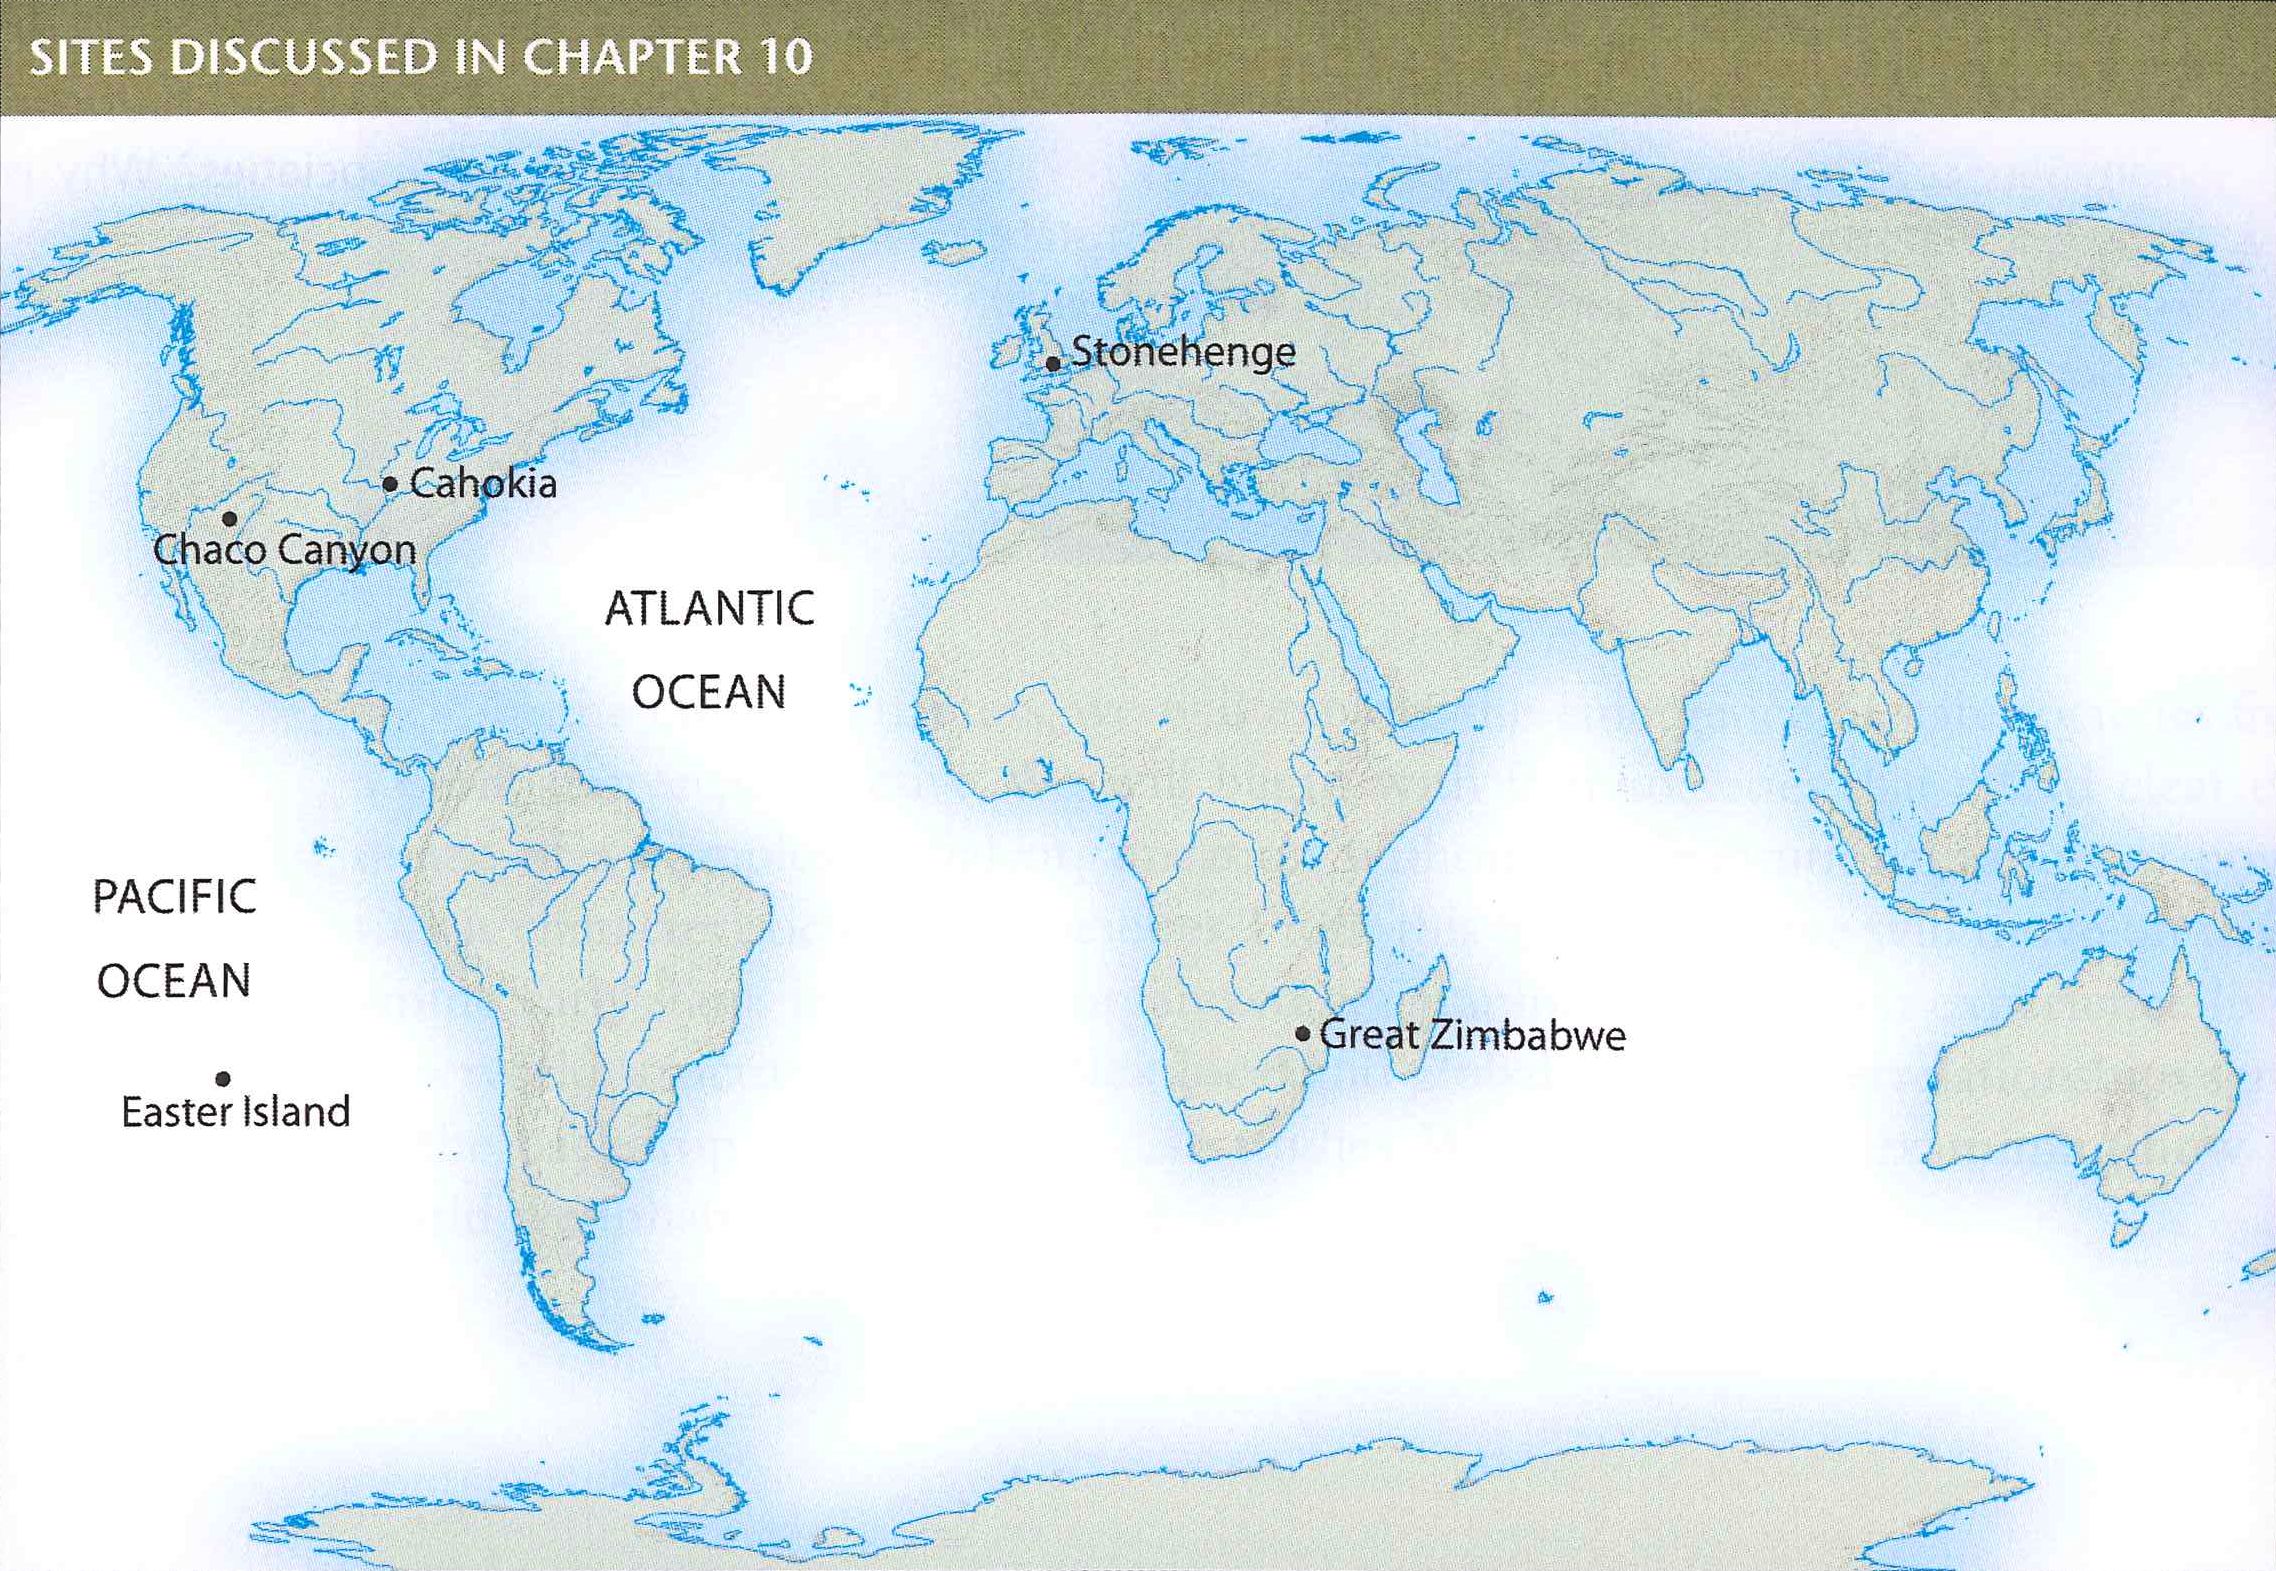 SITES DISCUSSED IN CHAPTER 10
Stonehenge
Cahokia
Chaco Canyon
ATLANTIC
OCEAN
PACIFIC
OCEAN
Great Zimbabwe
Easter Island